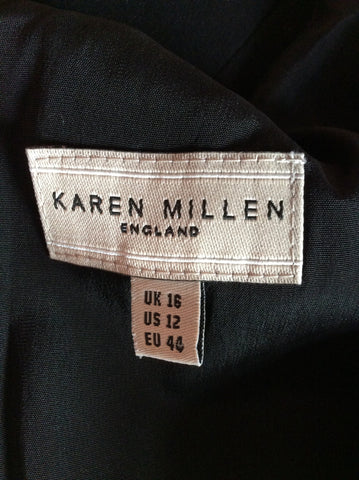 KAREN MILLEN
ENGLAND
UK 16
US 12
EU 44